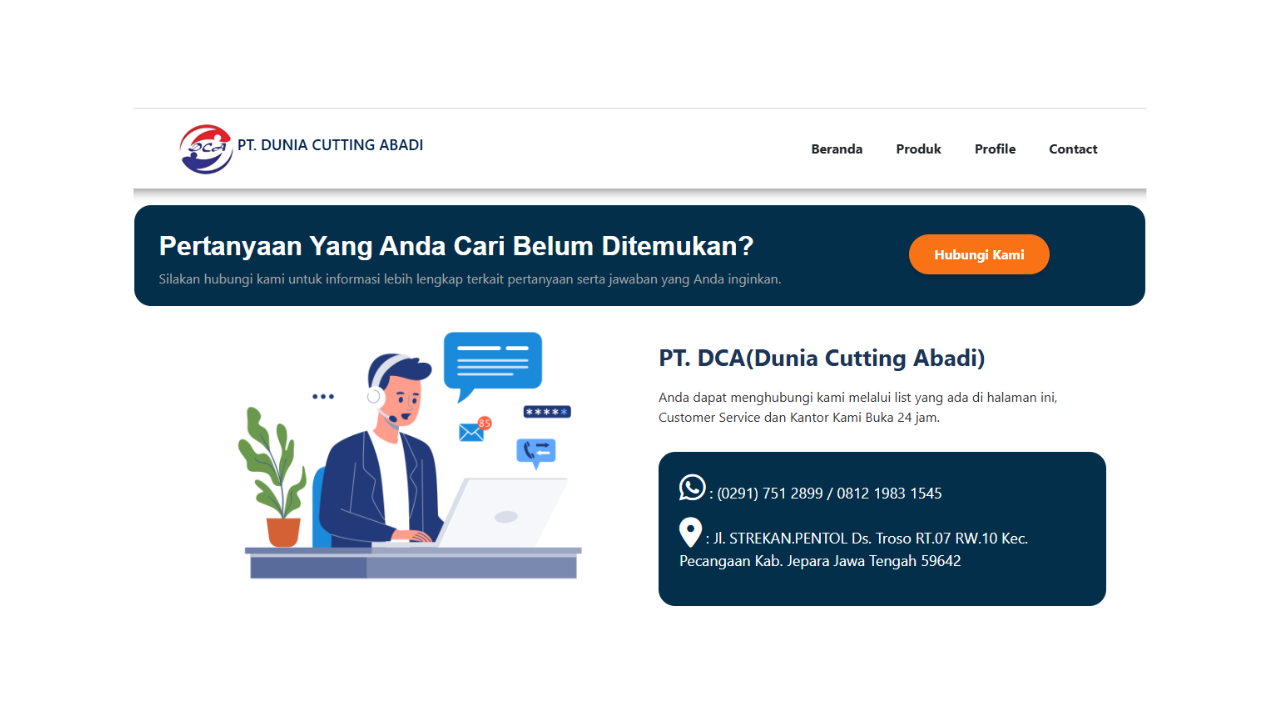 DCA
PT. DUNIA CUTTING ABADI
Beranda Produk Profile Contact
Pertanyaan Yang Anda Cari Belum Ditemukan?
Silakan hubungi kami untuk informasi lebih lengkap terkait pertanyaan serta jawaban yang Anda inginkan.
Hubungi Kami
*****
85
PT. DCA(Dunia Cutting Abadi)
Anda dapat menghubungi kami melalui list yang ada di halaman ini,
Customer Service dan Kantor Kami Buka 24 jam.
: (0291) 751 2899 / 0812 1983 1545
: Jl. STREKAN.PENTOL Ds. Troso RT.07 RW.10 Kec.
Pecangaan Kab. Jepara Jawa Tengah 59642